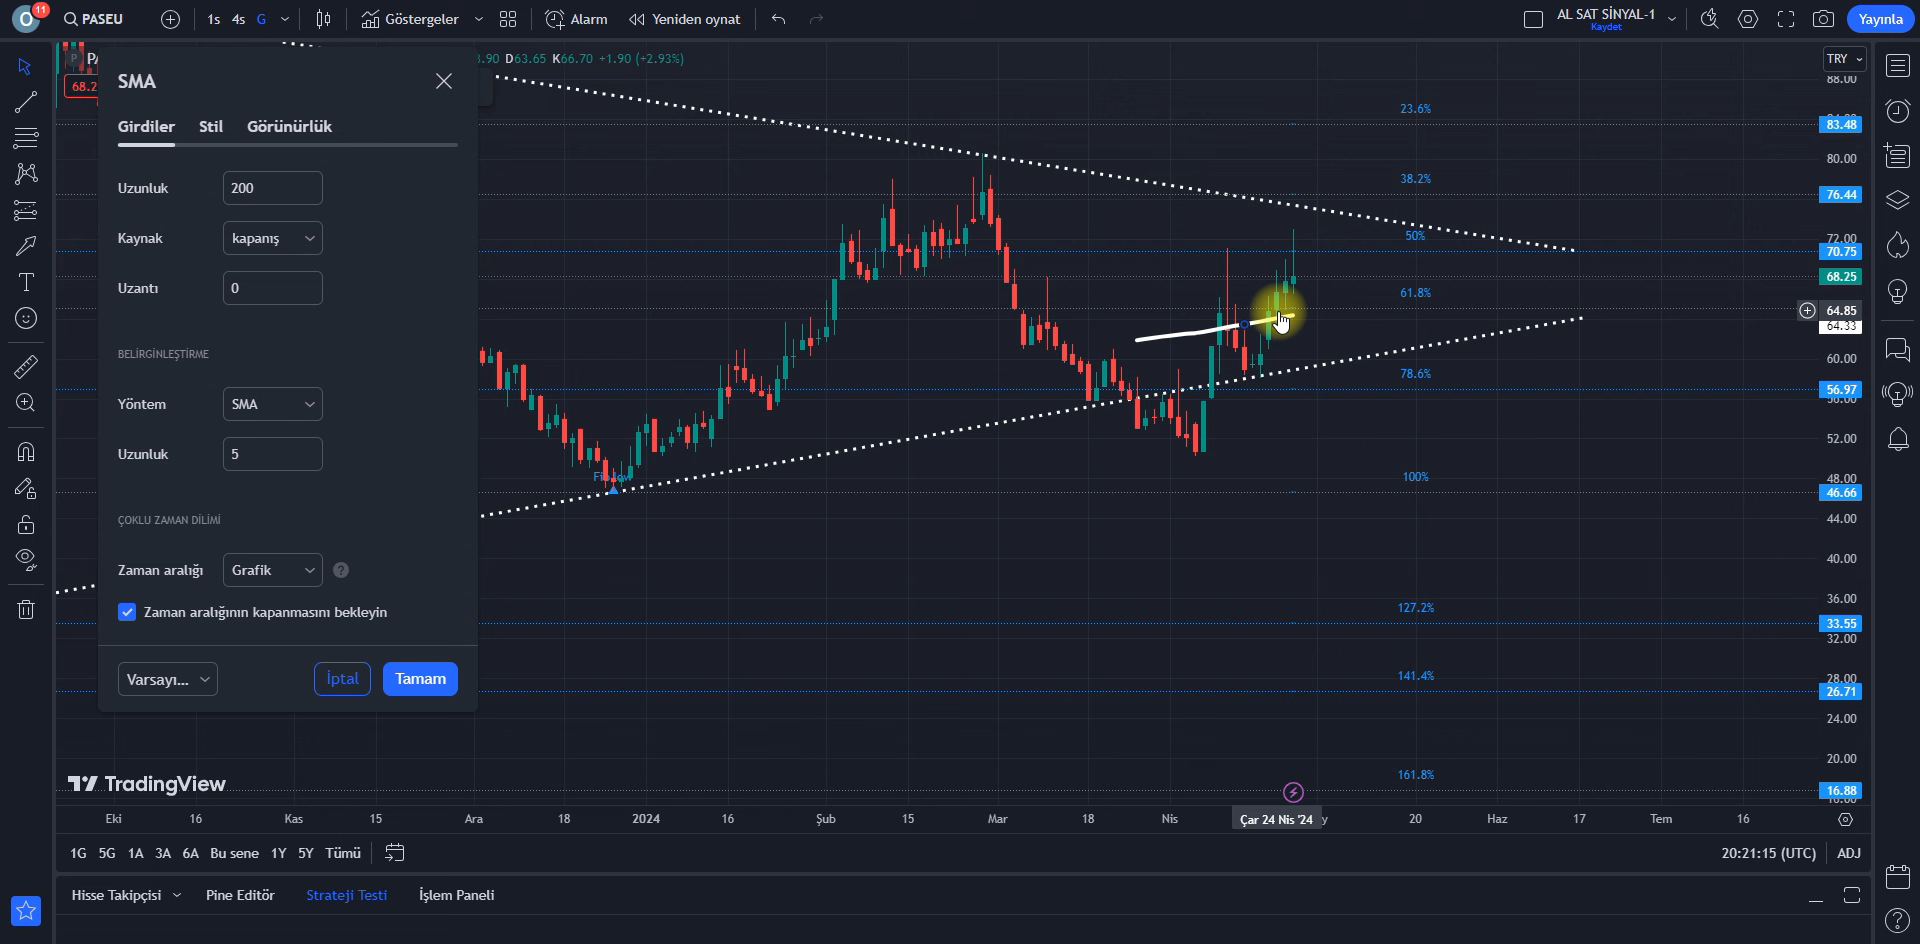 O 11 PASEU 1s 4s G Göstergeler Alarm Yeniden oynat AL SAT SİNYAL-1 Kaydet Yayınla
P D63.65 K66.70 +1.90 (+2.93%) TRY
SMA
68.2
88.00
Girdiler Stil Görünürlük
23.6%
83.48
80.00
Uzunluk 200
38.2%
76.44
Kaynak kapanış
50%
72.00
70.75
68.25
Uzantı 0
61.8%
64.85
64.33
BELİRGİNLEŞTİRME
60.00
78.6%
56.97
56.00
Yöntem SMA
52.00
Uzunluk 5
100%
48.00
46.66
44.00
ÇOKLU ZAMAN DİLİMİ
40.00
Zaman aralığı Grafik ?
36.00
127.2%
Zaman aralığının kapanmasını bekleyin
33.55
32.00
Varsayı... İptal Tamam
141.4%
28.00
26.71
24.00
20.00
161.8%
TradingView
16.88
Eki 16 Kas 15 Ara 18 2024 16 Şub 15 Mar 18 Nis Çar 24 Nis '24 y 20 Haz 17 Tem 16
1G 5G 1A 3A 6A Bu sene 1Y 5Y Tümü 20:21:15 (UTC) ADJ
Hisse Takipçisi Pine Editör Strateji Testi İşlem Paneli